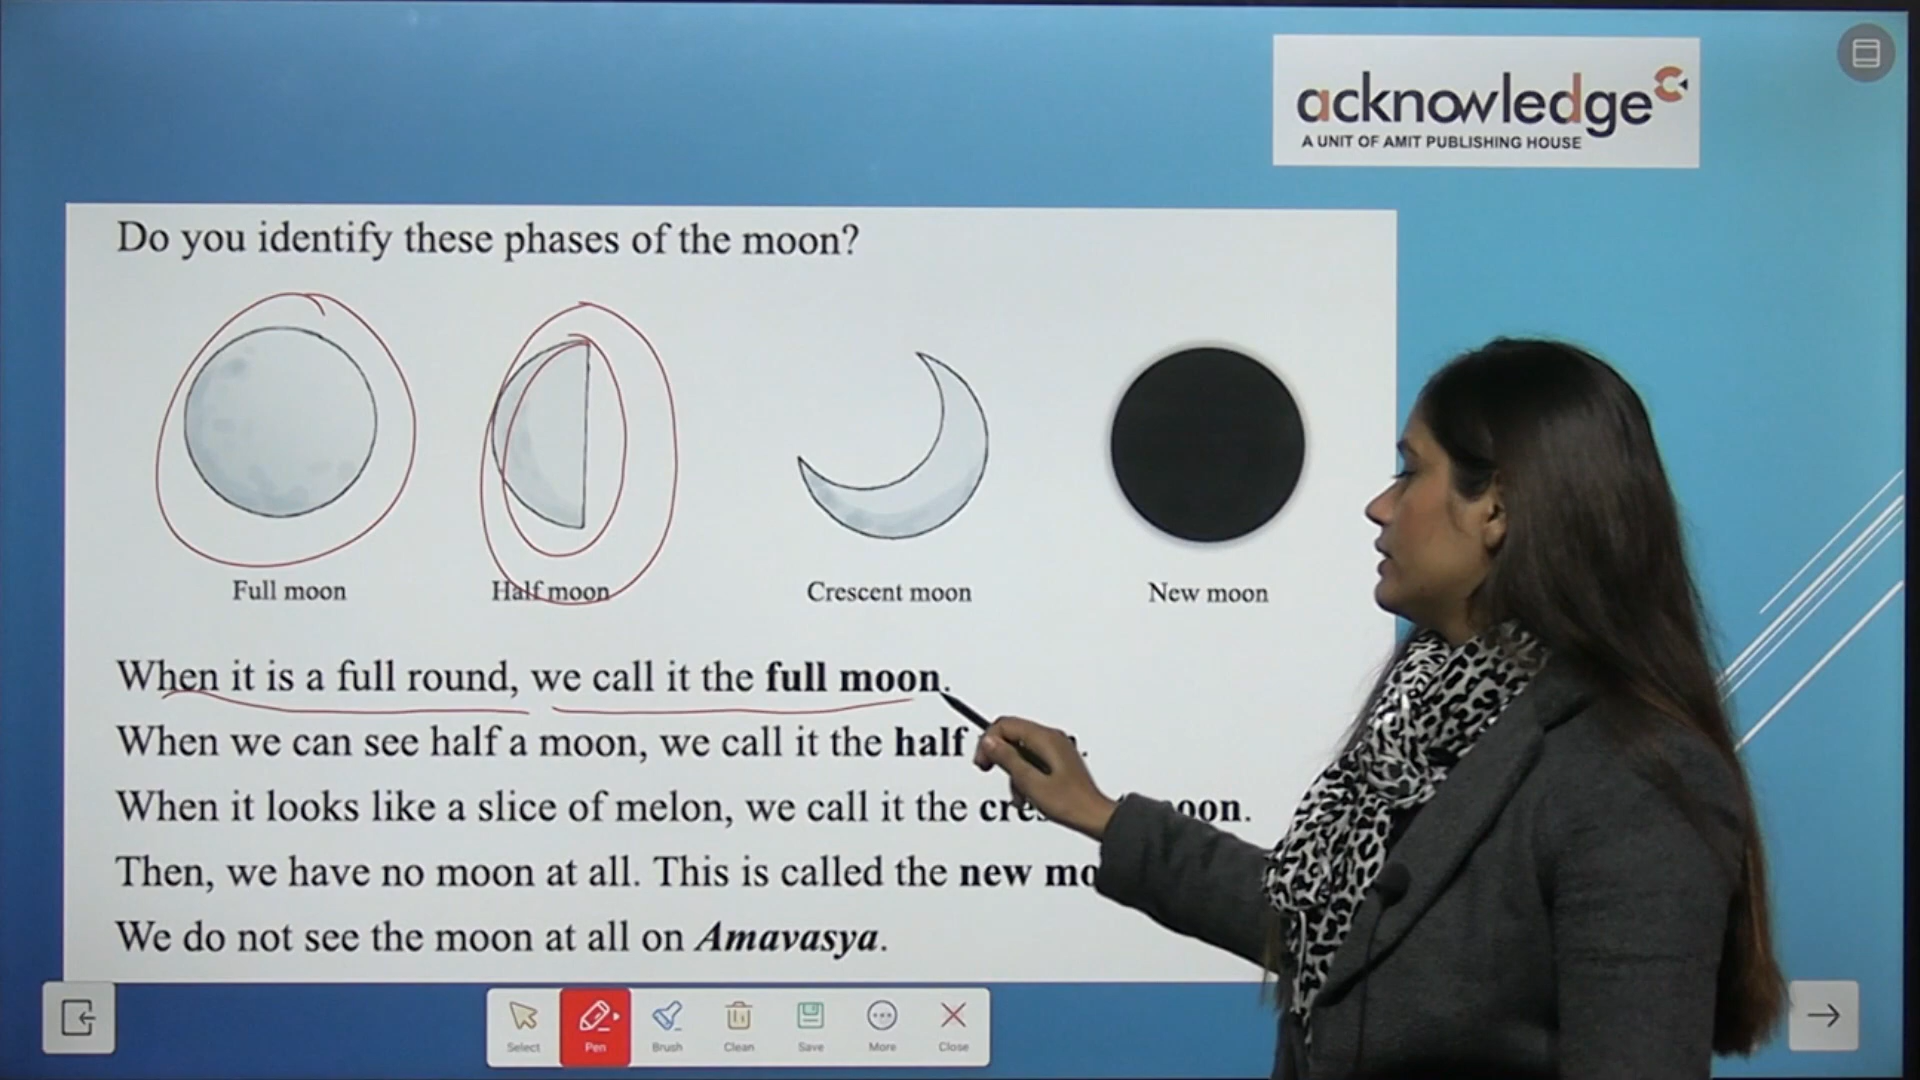 acknowledge
A UNIT OF AMIT PUBLISHING HOUSE
Do you identify these phases of the moon?
Full moon
Half moon
Crescent moon
New moon
When it is a full round, we call it the full moon.
When we can see half a moon, we call it the half
When it looks like a slice of melon, we call it the moon.
Then, we have no moon at all. This is called the new
We do not see the moon at all on Amavasya.
Select
Pen
Brush
Clean
Save
More
Close